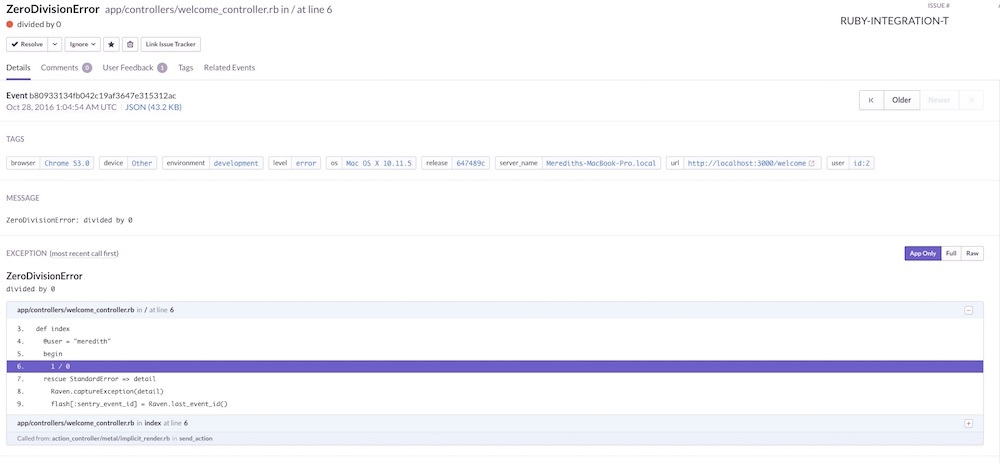 ZeroDivisionError app/controllers/welcome_controller.rb in / at line 6
ISSUE #
divided by 0
RUBY-INTEGRATION-T
Resolve Ignore Link Issue Tracker
Details Comments 0 User Feedback 1 Tags Related Events
Event b80933134fb042c19af3647e315312ac
Oct 28, 2016 1:04:54 AM UTC JSON (43.2 KB)
Older Newer
TAGS
browser Chrome 53.0 device Other environment development level error os Mac OS X 10.11.5 release 647489c server_name Merediths-MacBook-Pro.local url http://localhost:3000/welcome user id:2
MESSAGE
ZeroDivisionError: divided by 0
EXCEPTION (most recent call first)
App Only Full Raw
ZeroDivisionError
divided by 0
app/controllers/welcome_controller.rb in / at line 6
3. def index
4. @user = "meredith"
5. begin
6. 1 / 0
7. rescue StandardError => detail
8. Raven.captureException(detail)
9. flash[:sentry_event_id] = Raven.last_event_id()
app/controllers/welcome_controller.rb in index at line 6
Called from: action_controller/metal/implicit_render.rb in send_action